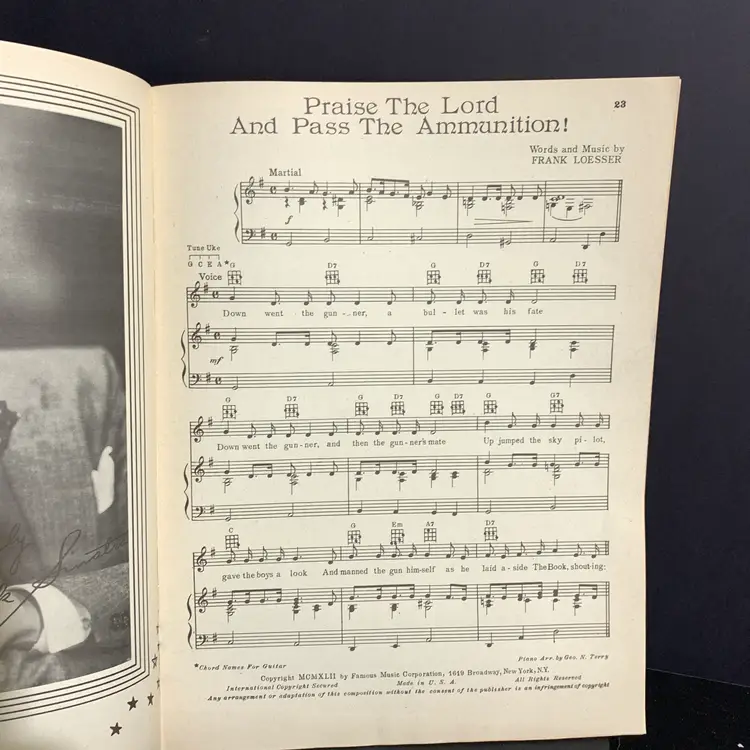 23
Praise The Lord
And Pass The Ammunition!
Words and Music by
FRANK LOESSER
Martial
f
Tune Uke
G C E A
*G D7 G D7 G D7
Voice
Down went the gun-ner, a bul-let was his fate
mf
G D7 G D7 G D7 G G7
Down went the gun-ner, and then the gun-ner's mate Up jumped the sky pi-lot,
C G Em A7 D7
gave the boys a look And manned the gun him-self as he laid a-side The Book, shout-ing:
*Chord Names For Guitar
Piano Arr. by Geo. N. Terry
Copyright MCMXLII by Famous Music Corporation, 1619 Broadway, New York, N.Y.
International Copyright Secured Made in U. S. A. All Rights Reserved
Any arrangement or adaptation of this composition without the consent of the publisher is an infringement of copyright